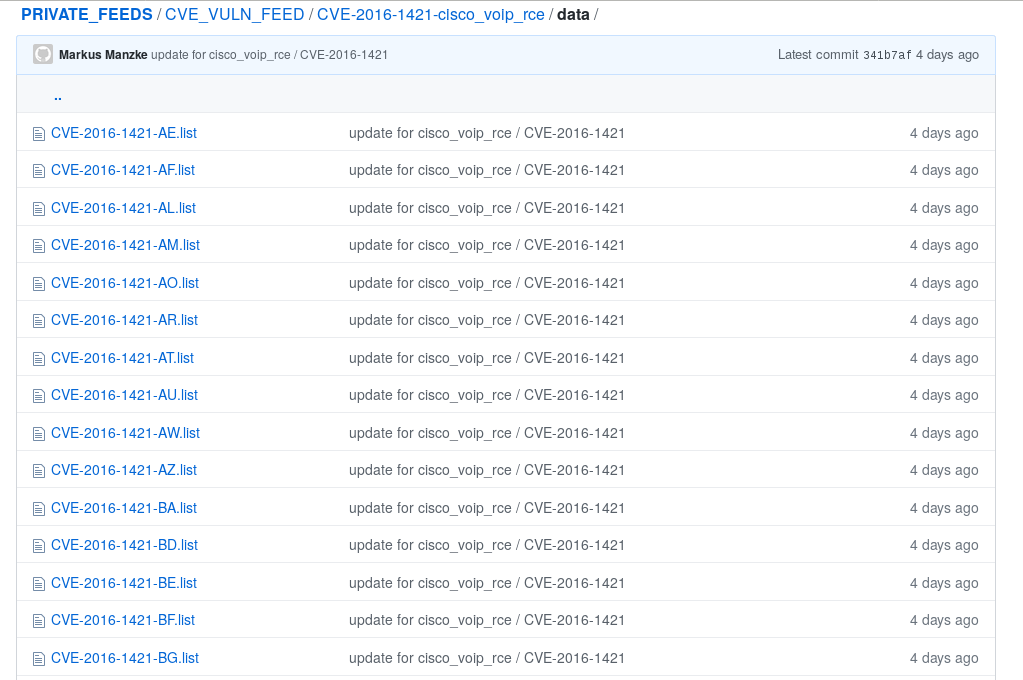 PRIVATE_FEEDS / CVE_VULN_FEED / CVE-2016-1421-cisco_voip_rce / data /
Markus Manzke update for cisco_voip_rce / CVE-2016-1421 Latest commit 341b7af 4 days ago
..
CVE-2016-1421-AE.list update for cisco_voip_rce / CVE-2016-1421 4 days ago
CVE-2016-1421-AF.list update for cisco_voip_rce / CVE-2016-1421 4 days ago
CVE-2016-1421-AL.list update for cisco_voip_rce / CVE-2016-1421 4 days ago
CVE-2016-1421-AM.list update for cisco_voip_rce / CVE-2016-1421 4 days ago
CVE-2016-1421-AO.list update for cisco_voip_rce / CVE-2016-1421 4 days ago
CVE-2016-1421-AR.list update for cisco_voip_rce / CVE-2016-1421 4 days ago
CVE-2016-1421-AT.list update for cisco_voip_rce / CVE-2016-1421 4 days ago
CVE-2016-1421-AU.list update for cisco_voip_rce / CVE-2016-1421 4 days ago
CVE-2016-1421-AW.list update for cisco_voip_rce / CVE-2016-1421 4 days ago
CVE-2016-1421-AZ.list update for cisco_voip_rce / CVE-2016-1421 4 days ago
CVE-2016-1421-BA.list update for cisco_voip_rce / CVE-2016-1421 4 days ago
CVE-2016-1421-BD.list update for cisco_voip_rce / CVE-2016-1421 4 days ago
CVE-2016-1421-BE.list update for cisco_voip_rce / CVE-2016-1421 4 days ago
CVE-2016-1421-BF.list update for cisco_voip_rce / CVE-2016-1421 4 days ago
CVE-2016-1421-BG.list update for cisco_voip_rce / CVE-2016-1421 4 days ago